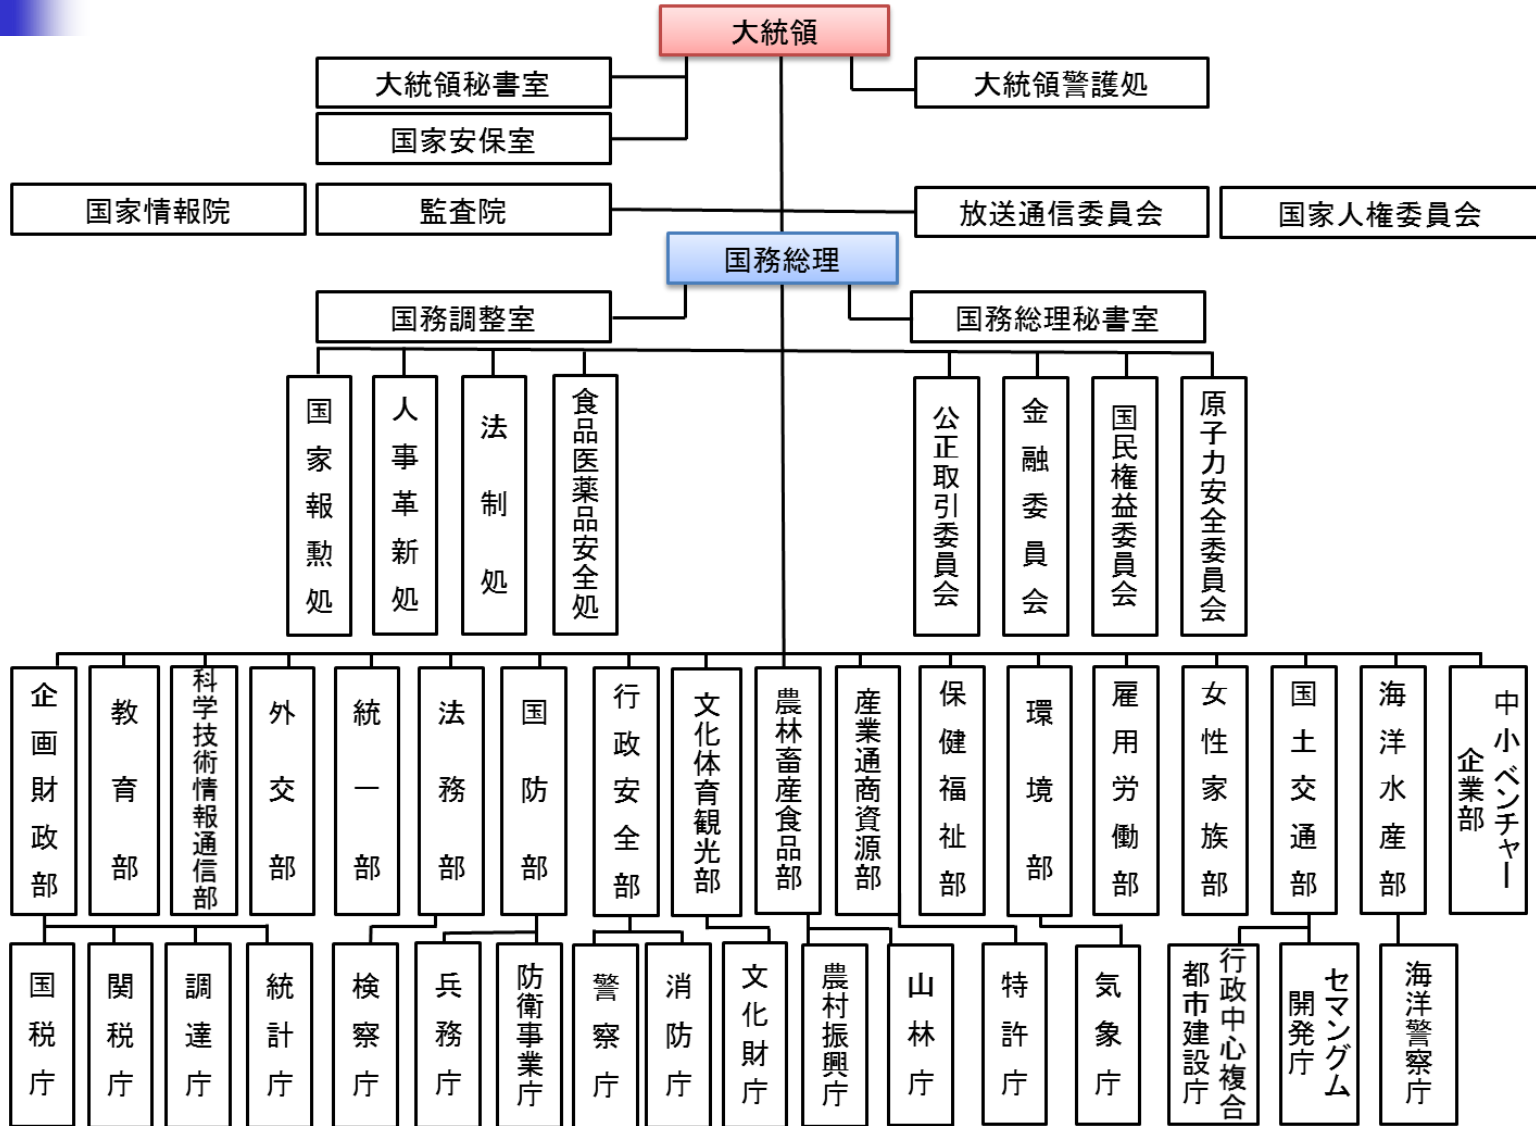 大統領
大統領秘書室
大統領警護処
国家安保室
国家情報院
監査院
放送通信委員会
国家人権委員会
国務総理
国務調整室
国務総理秘書室
国家報勲処
人事革新処
法制処
食品医薬品安全処
公正取引委員会
金融委員会
国民権益委員会
原子力安全委員会
企画財政部
教育部
科学技術情報通信部
外交部
統一部
法務部
国防部
行政安全部
文化体育観光部
農林畜産食品部
産業通商資源部
保健福祉部
環境部
雇用労働部
女性家族部
国土交通部
海洋水産部
中小ベンチャー
企業部
国税庁
関税庁
調達庁
統計庁
検察庁
兵務庁
防衛事業庁
警察庁
消防庁
文化財庁
農村振興庁
山林庁
特許庁
気象庁
行政中心複合
都市建設庁
セマングム
開発庁
海洋警察庁